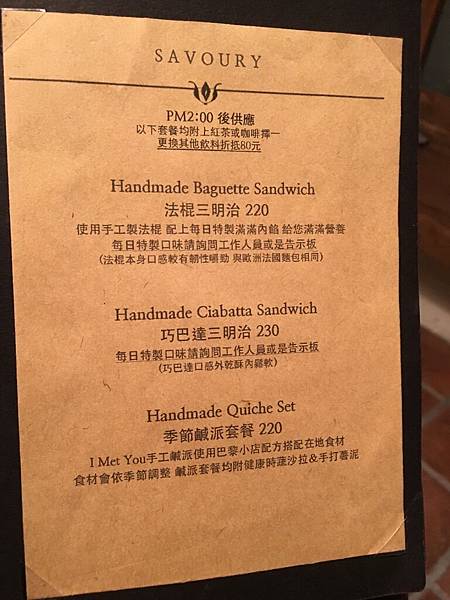 SAVOURY
PM2:00 後供應
以下套餐均附上紅茶或咖啡擇一
更換其他飲料折抵80元
Handmade Baguette Sandwich
法棍三明治 220
使用手工製法棍 配上每日特製滿滿內餡 給您滿滿營養
每日特製口味請詢問工作人員或是告示板
(法棍本身口感較有韌性嚼勁 與歐洲法國麵包相同)
Handmade Ciabatta Sandwich
巧巴達三明治 230
每日特製口味請詢問工作人員或是告示板
(巧巴達口感外乾酥內鬆軟)
Handmade Quiche Set
季節鹹派套餐 220
I Met You手工鹹派使用巴黎小店配方搭配在地食材
食材會依季節調整 鹹派套餐均附健康時蔬沙拉&手打薯泥